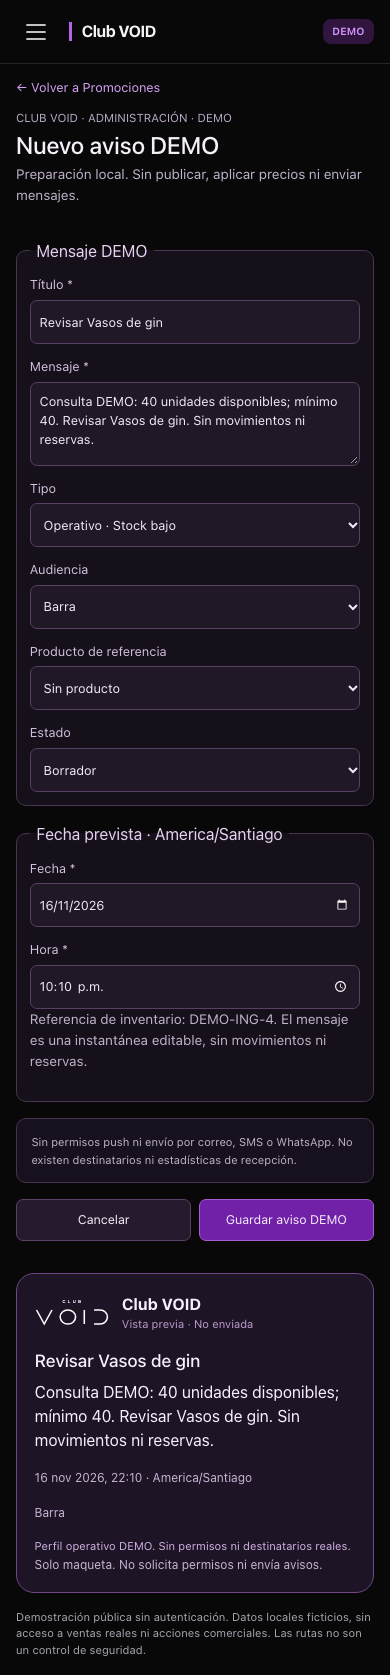 Club VOID
DEMO
← Volver a Promociones
CLUB VOID · ADMINISTRACIÓN · DEMO
Nuevo aviso DEMO
Preparación local. Sin publicar, aplicar precios ni enviar
mensajes.
Mensaje DEMO
Título *
Revisar Vasos de gin
Mensaje *
Consulta DEMO: 40 unidades disponibles; mínimo
40. Revisar Vasos de gin. Sin movimientos ni
reservas.
Tipo
Operativo · Stock bajo
Audiencia
Barra
Producto de referencia
Sin producto
Estado
Borrador
Fecha prevista · America/Santiago
Fecha *
16/11/2026
Hora *
10:10 p.m.
Referencia de inventario: DEMO-ING-4. El mensaje
es una instantánea editable, sin movimientos ni
reservas.
Sin permisos push ni envío por correo, SMS o WhatsApp. No
existen destinatarios ni estadísticas de recepción.
Cancelar
Guardar aviso DEMO
CLUB
VOID
Club VOID
Vista previa · No enviada
Revisar Vasos de gin
Consulta DEMO: 40 unidades disponibles;
mínimo 40. Revisar Vasos de gin. Sin
movimientos ni reservas.
16 nov 2026, 22:10 · America/Santiago
Barra
Perfil operativo DEMO. Sin permisos ni destinatarios reales.
Solo maqueta. No solicita permisos ni envía avisos.
Demostración pública sin autenticación. Datos locales ficticios, sin
acceso a ventas reales ni acciones comerciales. Las rutas no son
un control de seguridad.